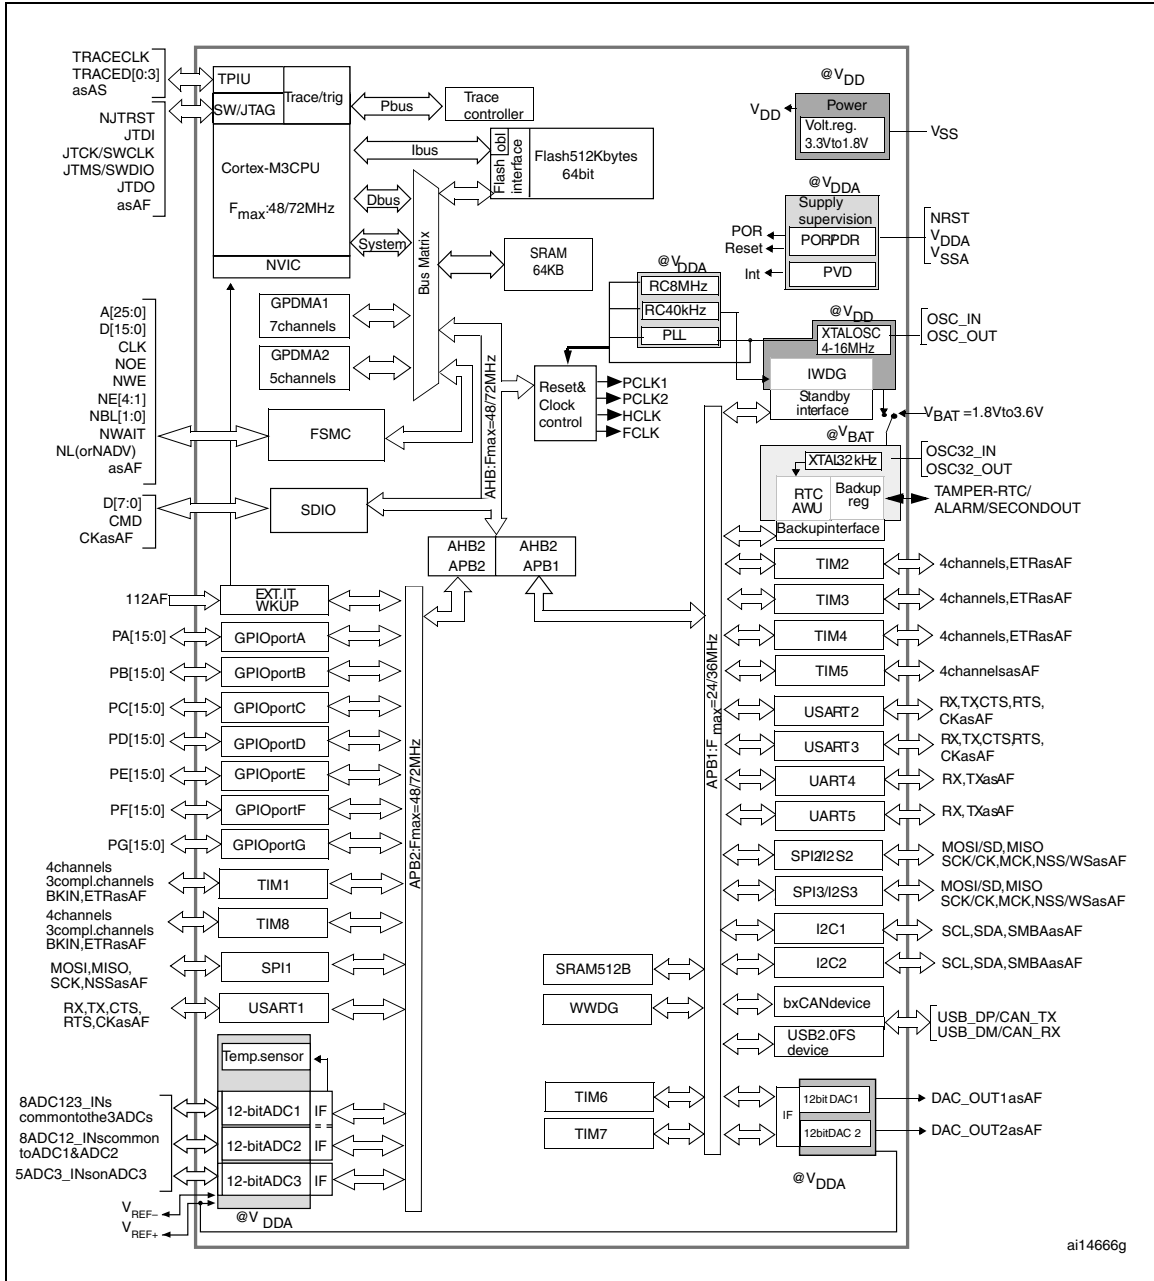 TRACECLK
TRACED[0:3]
asAS
NJTRST
JTDI
JTCK/SWCLK
JTMS/SWDIO
JTDO
asAF
TPIU
SW/JTAG
Trace/trig
Pbus
Trace
controller
Cortex-M3CPU
Fmax:48/72MHz
NVIC
Ibus
Dbus
System
Bus Matrix
Flash obl
interface
Flash512Kbytes
64bit
SRAM
64KB
@VDD
VDD
Power
Volt.reg.
3.3Vto1.8V
VSS
@VDDA
Supply
supervision
POR
Reset
Int
POR/PDR
PVD
NRST
VDDA
VSSA
GPDMA1
7channels
GPDMA2
5channels
@VDDA
RC8MHz
RC40kHz
PLL
@VDD
XTALOSC
4-16MHz
OSC_IN
OSC_OUT
IWDG
Standby
interface
VBAT =1.8Vto3.6V
Reset&
Clock
control
PCLK1
PCLK2
HCLK
FCLK
A[25:0]
D[15:0]
CLK
NOE
NWE
NE[4:1]
NBL[1:0]
NWAIT
NL(orNADV)
asAF
FSMC
AHB:Fmax=48/72MHz
@VBAT
XTAL32kHz
OSC32_IN
OSC32_OUT
RTC
AWU
Backup
reg
TAMPER-RTC/
ALARM/SECONDOUT
Backupinterface
D[7:0]
CMD
CKasAF
SDIO
AHB2
APB2
AHB2
APB1
112AF
EXT.IT
WKUP
PA[15:0]
GPIOportA
PB[15:0]
GPIOportB
PC[15:0]
GPIOportC
PD[15:0]
GPIOportD
PE[15:0]
GPIOportE
PF[15:0]
GPIOportF
PG[15:0]
GPIOportG
4channels
3compl.channels
BKIN,ETRasAF
TIM1
4channels
3compl.channels
BKIN,ETRasAF
TIM8
MOSI,MISO,
SCK,NSSasAF
SPI1
RX,TX,CTS,
RTS,CKasAF
USART1
APB2:Fmax=48/72MHz
APB1:Fmax=24/36MHz
TIM2
4channels,ETRasAF
TIM3
4channels,ETRasAF
TIM4
4channels,ETRasAF
TIM5
4channelsasAF
USART2
RX,TX,CTS,RTS,
CKasAF
USART3
RX,TX,CTS,RTS,
CKasAF
UART4
RX,TXasAF
UART5
RX,TXasAF
SPI2/I2S2
MOSI/SD,MISO
SCK/CK,MCK,NSS/WSasAF
SPI3/I2S3
MOSI/SD,MISO
SCK/CK,MCK,NSS/WSasAF
I2C1
SCL,SDA,SMBAasAF
I2C2
SCL,SDA,SMBAasAF
SRAM512B
WWDG
bxCANdevice
USB2.0FS
device
USB_DP/CAN_TX
USB_DM/CAN_RX
Temp.sensor
8ADC123_INs
commontothe3ADCs
12-bitADC1
IF
8ADC12_INscommon
toADC1&ADC2
12-bitADC2
IF
5ADC3_INsonADC3
12-bitADC3
IF
VREF–
VREF+
@VDDA
TIM6
TIM7
IF
12bitDAC1
12bitDAC 2
DAC_OUT1asAF
DAC_OUT2asAF
@VDDA
ai14666g